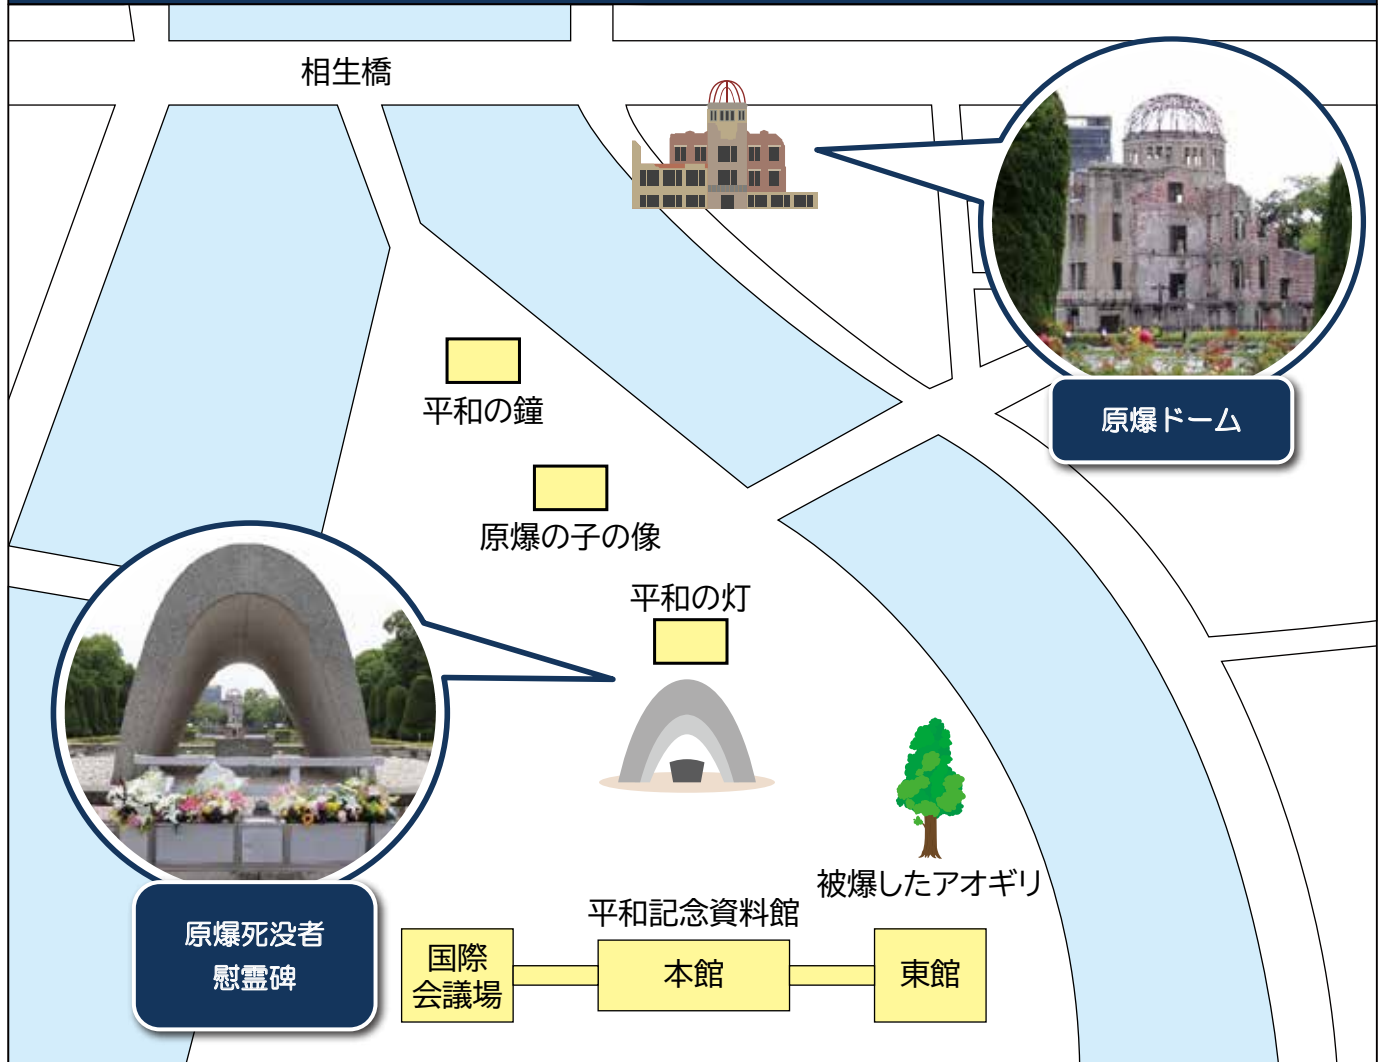 相生橋
平和の鐘
原爆ドーム
原爆の子の像
平和の灯
被爆したアオギリ
原爆死没者
慰霊碑
平和記念資料館
国際
会議場
本館
東館